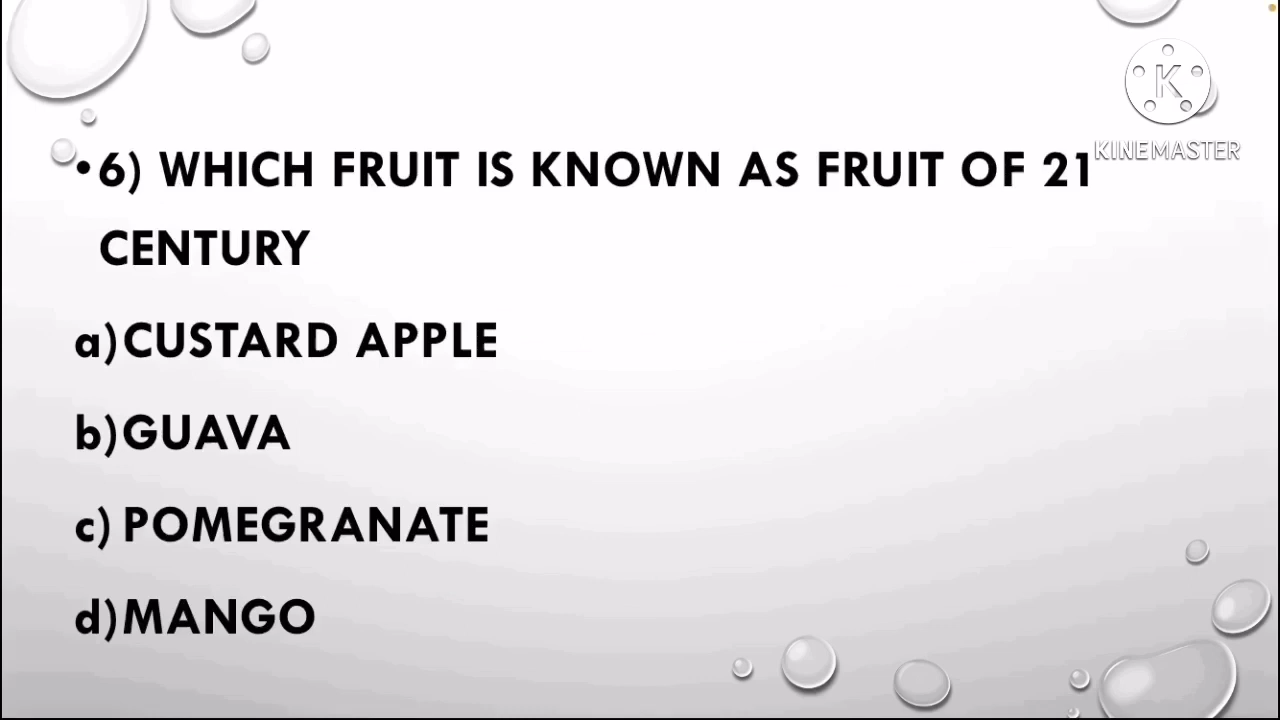 K
KINEMASTER
• 6) WHICH FRUIT IS KNOWN AS FRUIT OF 21
CENTURY
a) CUSTARD APPLE
b) GUAVA
c) POMEGRANATE
d) MANGO